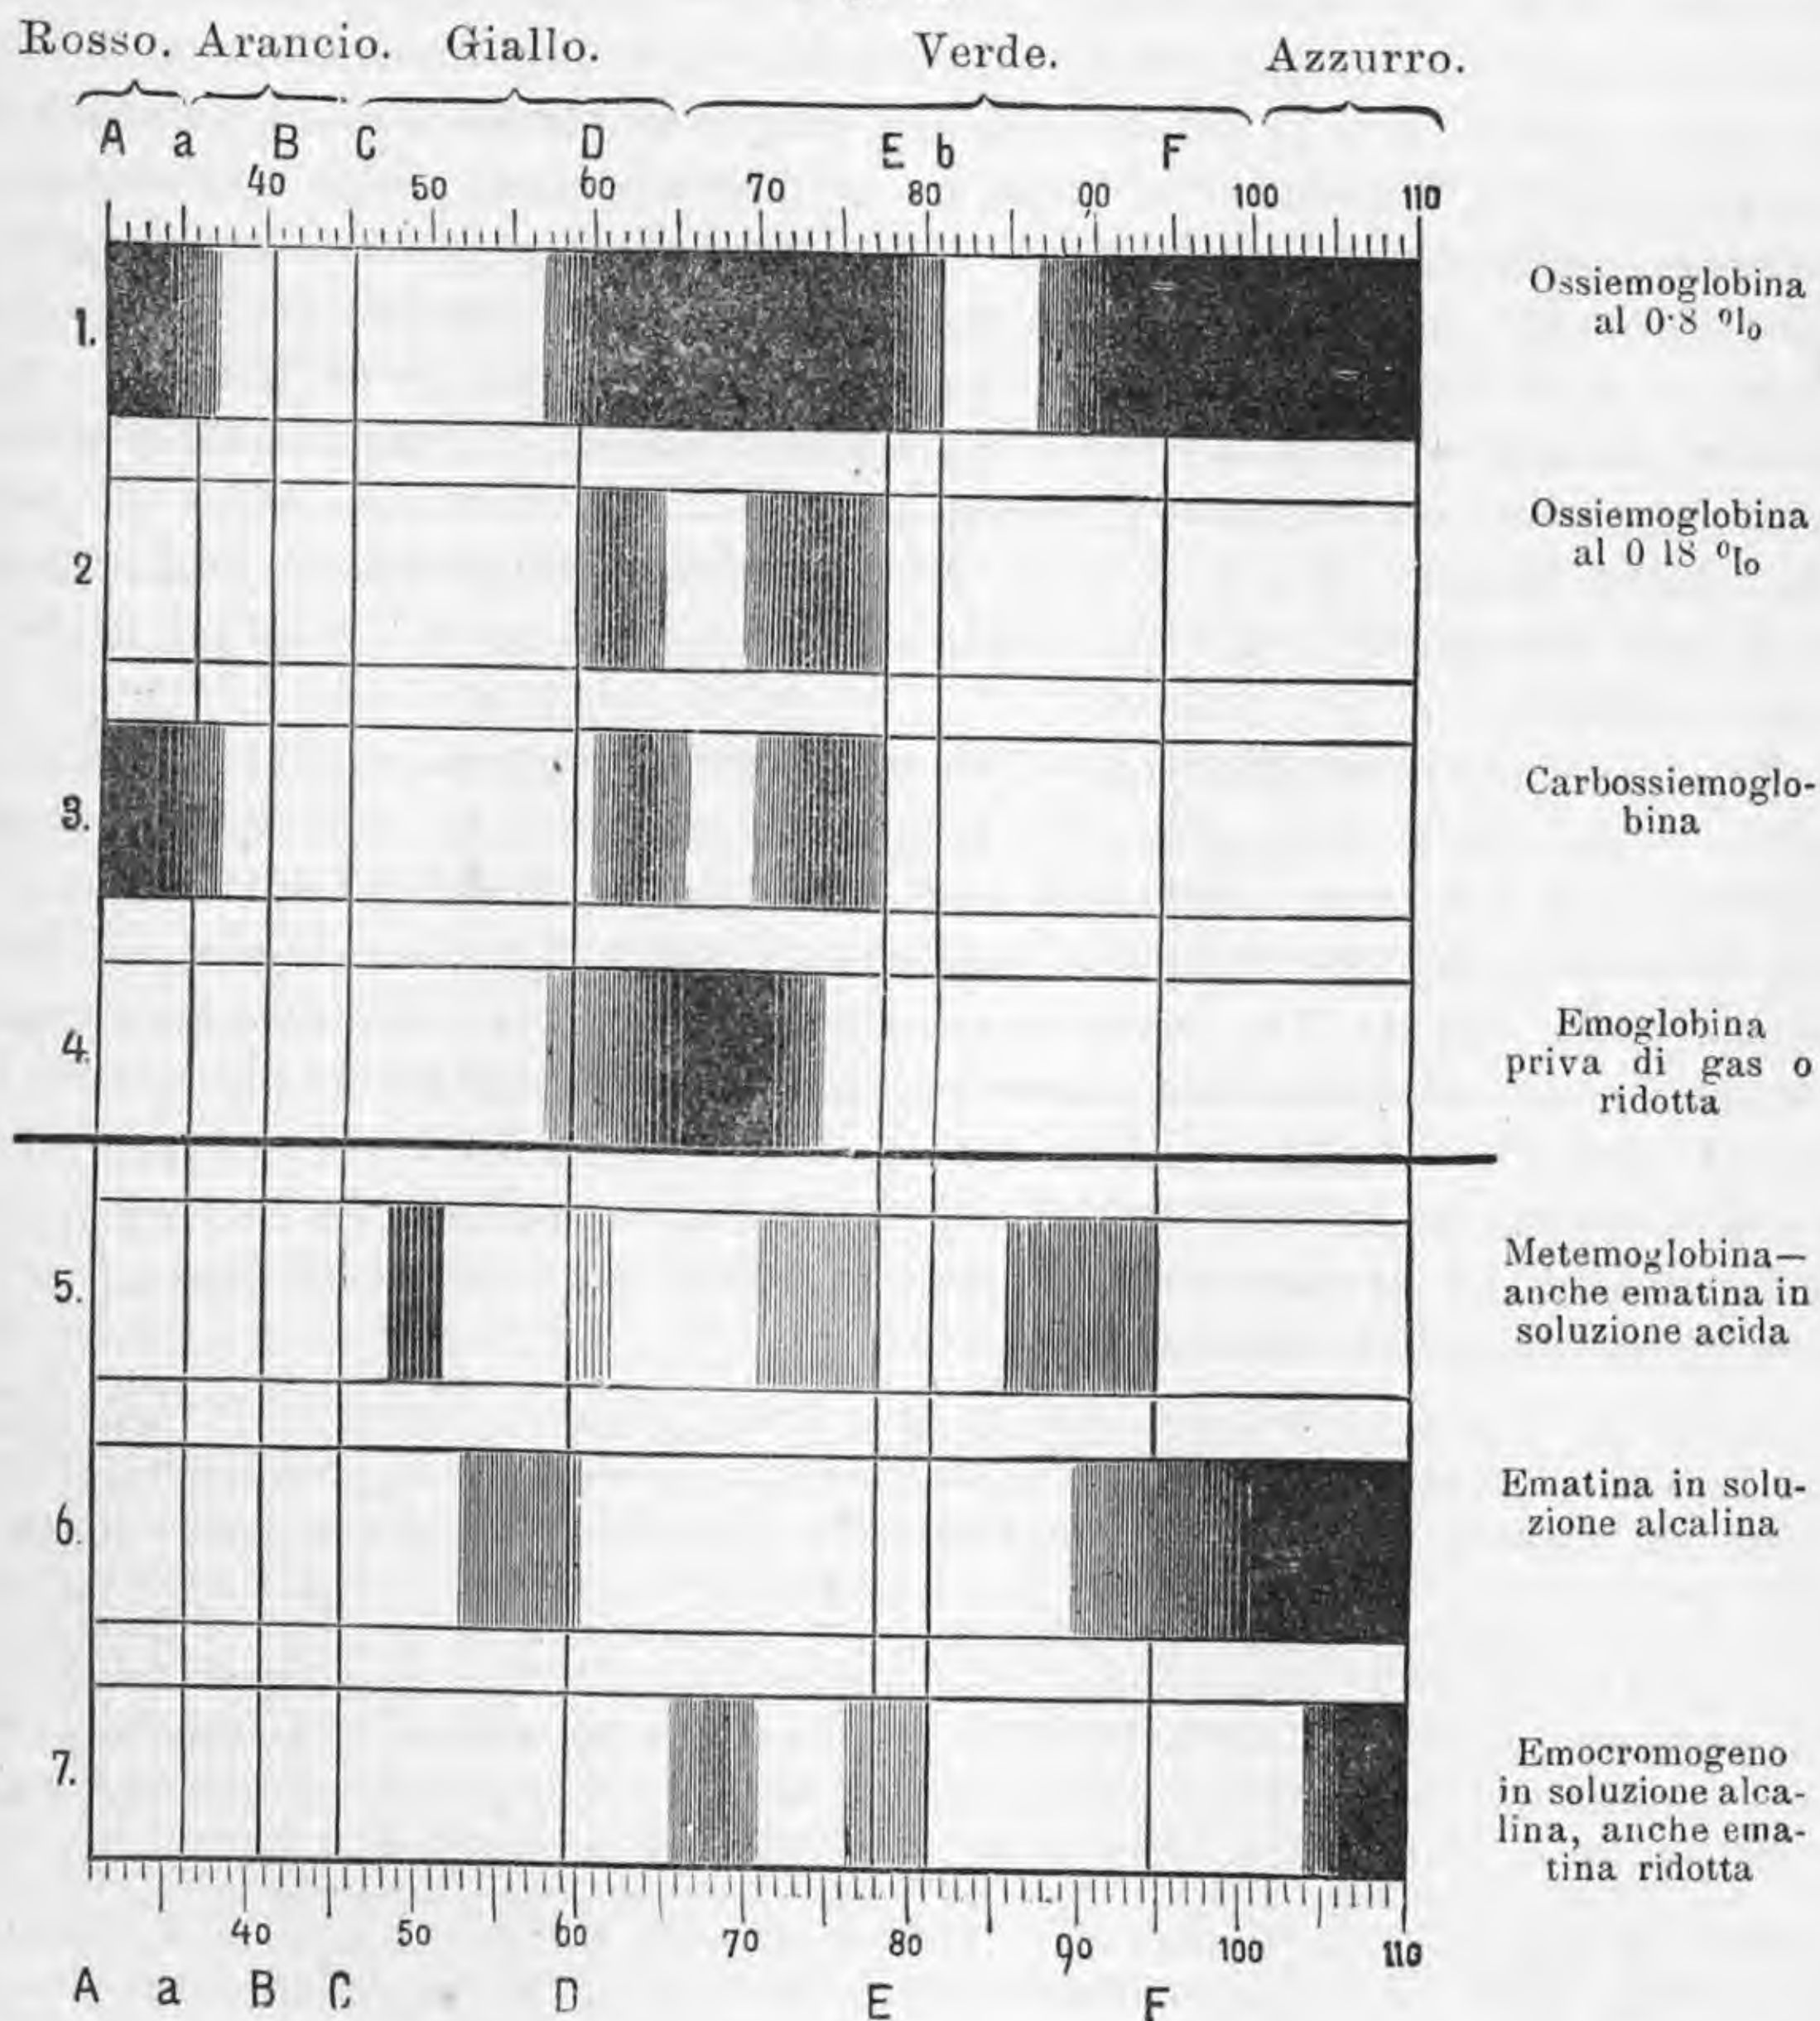 Rosso. Arancio. Giallo. Verde. Azzurro.
A a B C D E b F
40 50 60 70 80 90 100 110
1.
Ossiemoglobina
al 0·8 %
2
Ossiemoglobina
al 0 18 %
3.
Carbossiemoglo-
bina
4.
Emoglobina
priva di gas o
ridotta
5.
Metemoglobina—
anche ematina in
soluzione acida
6.
Ematina in solu-
zione alcalina
7.
Emocromogeno
in soluzione alca-
lina, anche ema-
tina ridotta
40 50 60 70 80 90 100 110
A a B C D E F